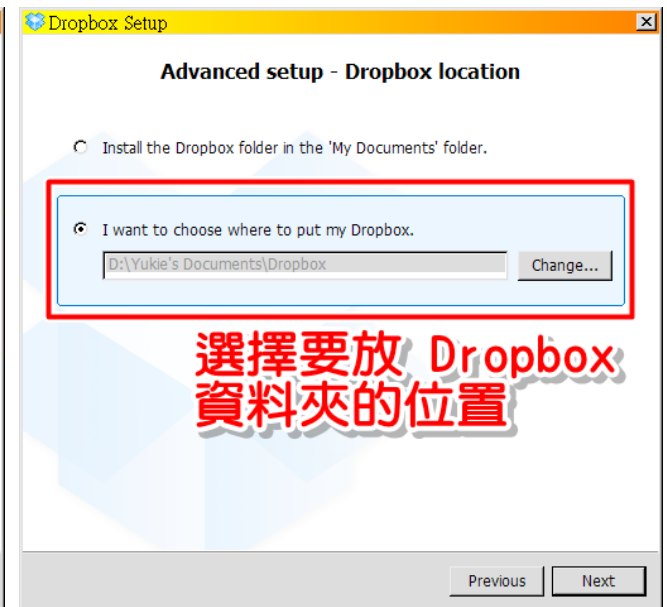 Dropbox Setup
Advanced setup - Dropbox location
Install the Dropbox folder in the 'My Documents' folder.
I want to choose where to put my Dropbox.
D:\Yukie's Documents\Dropbox
Change...
選擇要放 Dropbox
資料夾的位置
Previous
Next